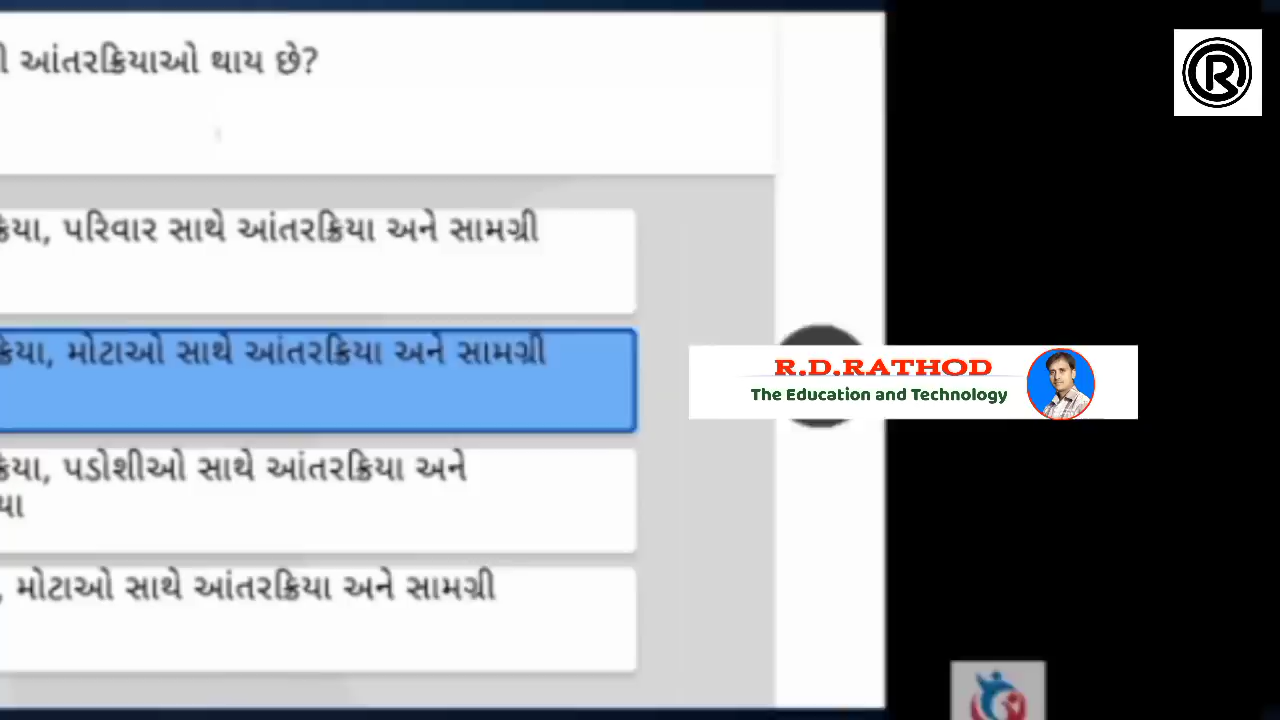 આંતરક્રિયાઓ થાય છે?
પરિવાર સાથે આંતરક્રિયા અને સામગ્રી
મોટાઓ સાથે આંતરક્રિયા અને સામગ્રી
R.D.RATHOD
The Education and Technology
પડોશીઓ સાથે આંતરક્રિયા અને
મોટાઓ સાથે આંતરક્રિયા અને સામગ્રી